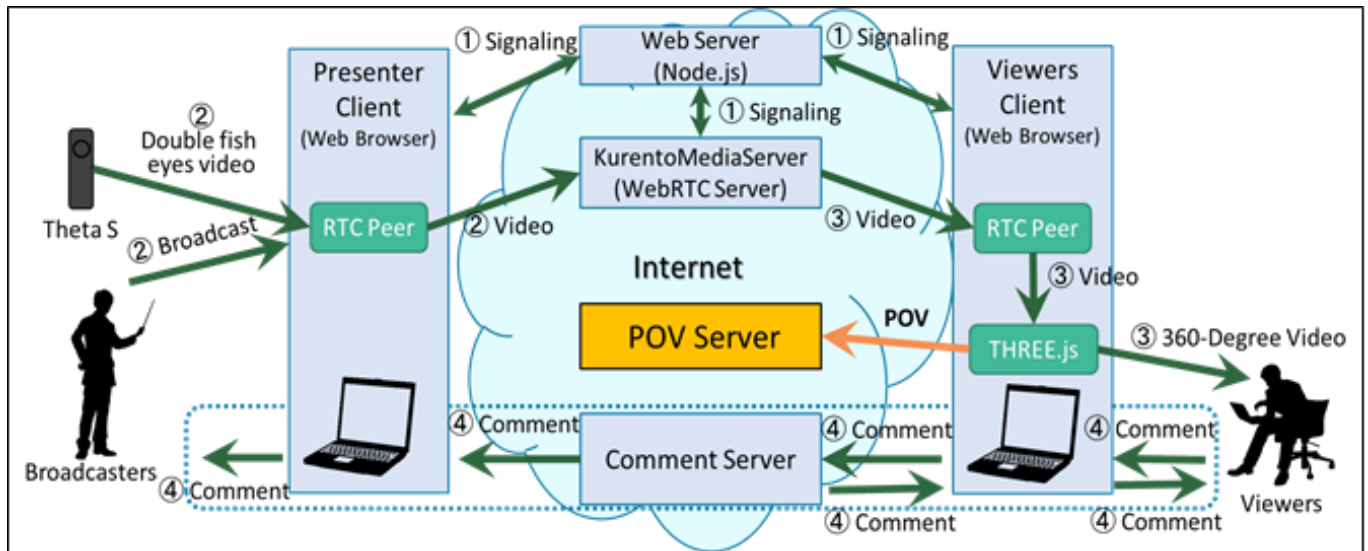 ① Signaling
Web Server
(Node.js)
① Signaling
Presenter
Client
(Web Browser)
Viewers
Client
(Web Browser)
① Signaling
②
Double fish
eyes video
KurentoMediaServer
(WebRTC Server)
Theta S
RTC Peer
② Video
③ Video
RTC Peer
② Broadcast
Internet
③ Video
POV Server
POV
THREE.js
③ 360-Degree Video
④ Comment
④ Comment
④ Comment
Comment Server
Broadcasters
④ Comment
④ Comment
④ Comment
Viewers